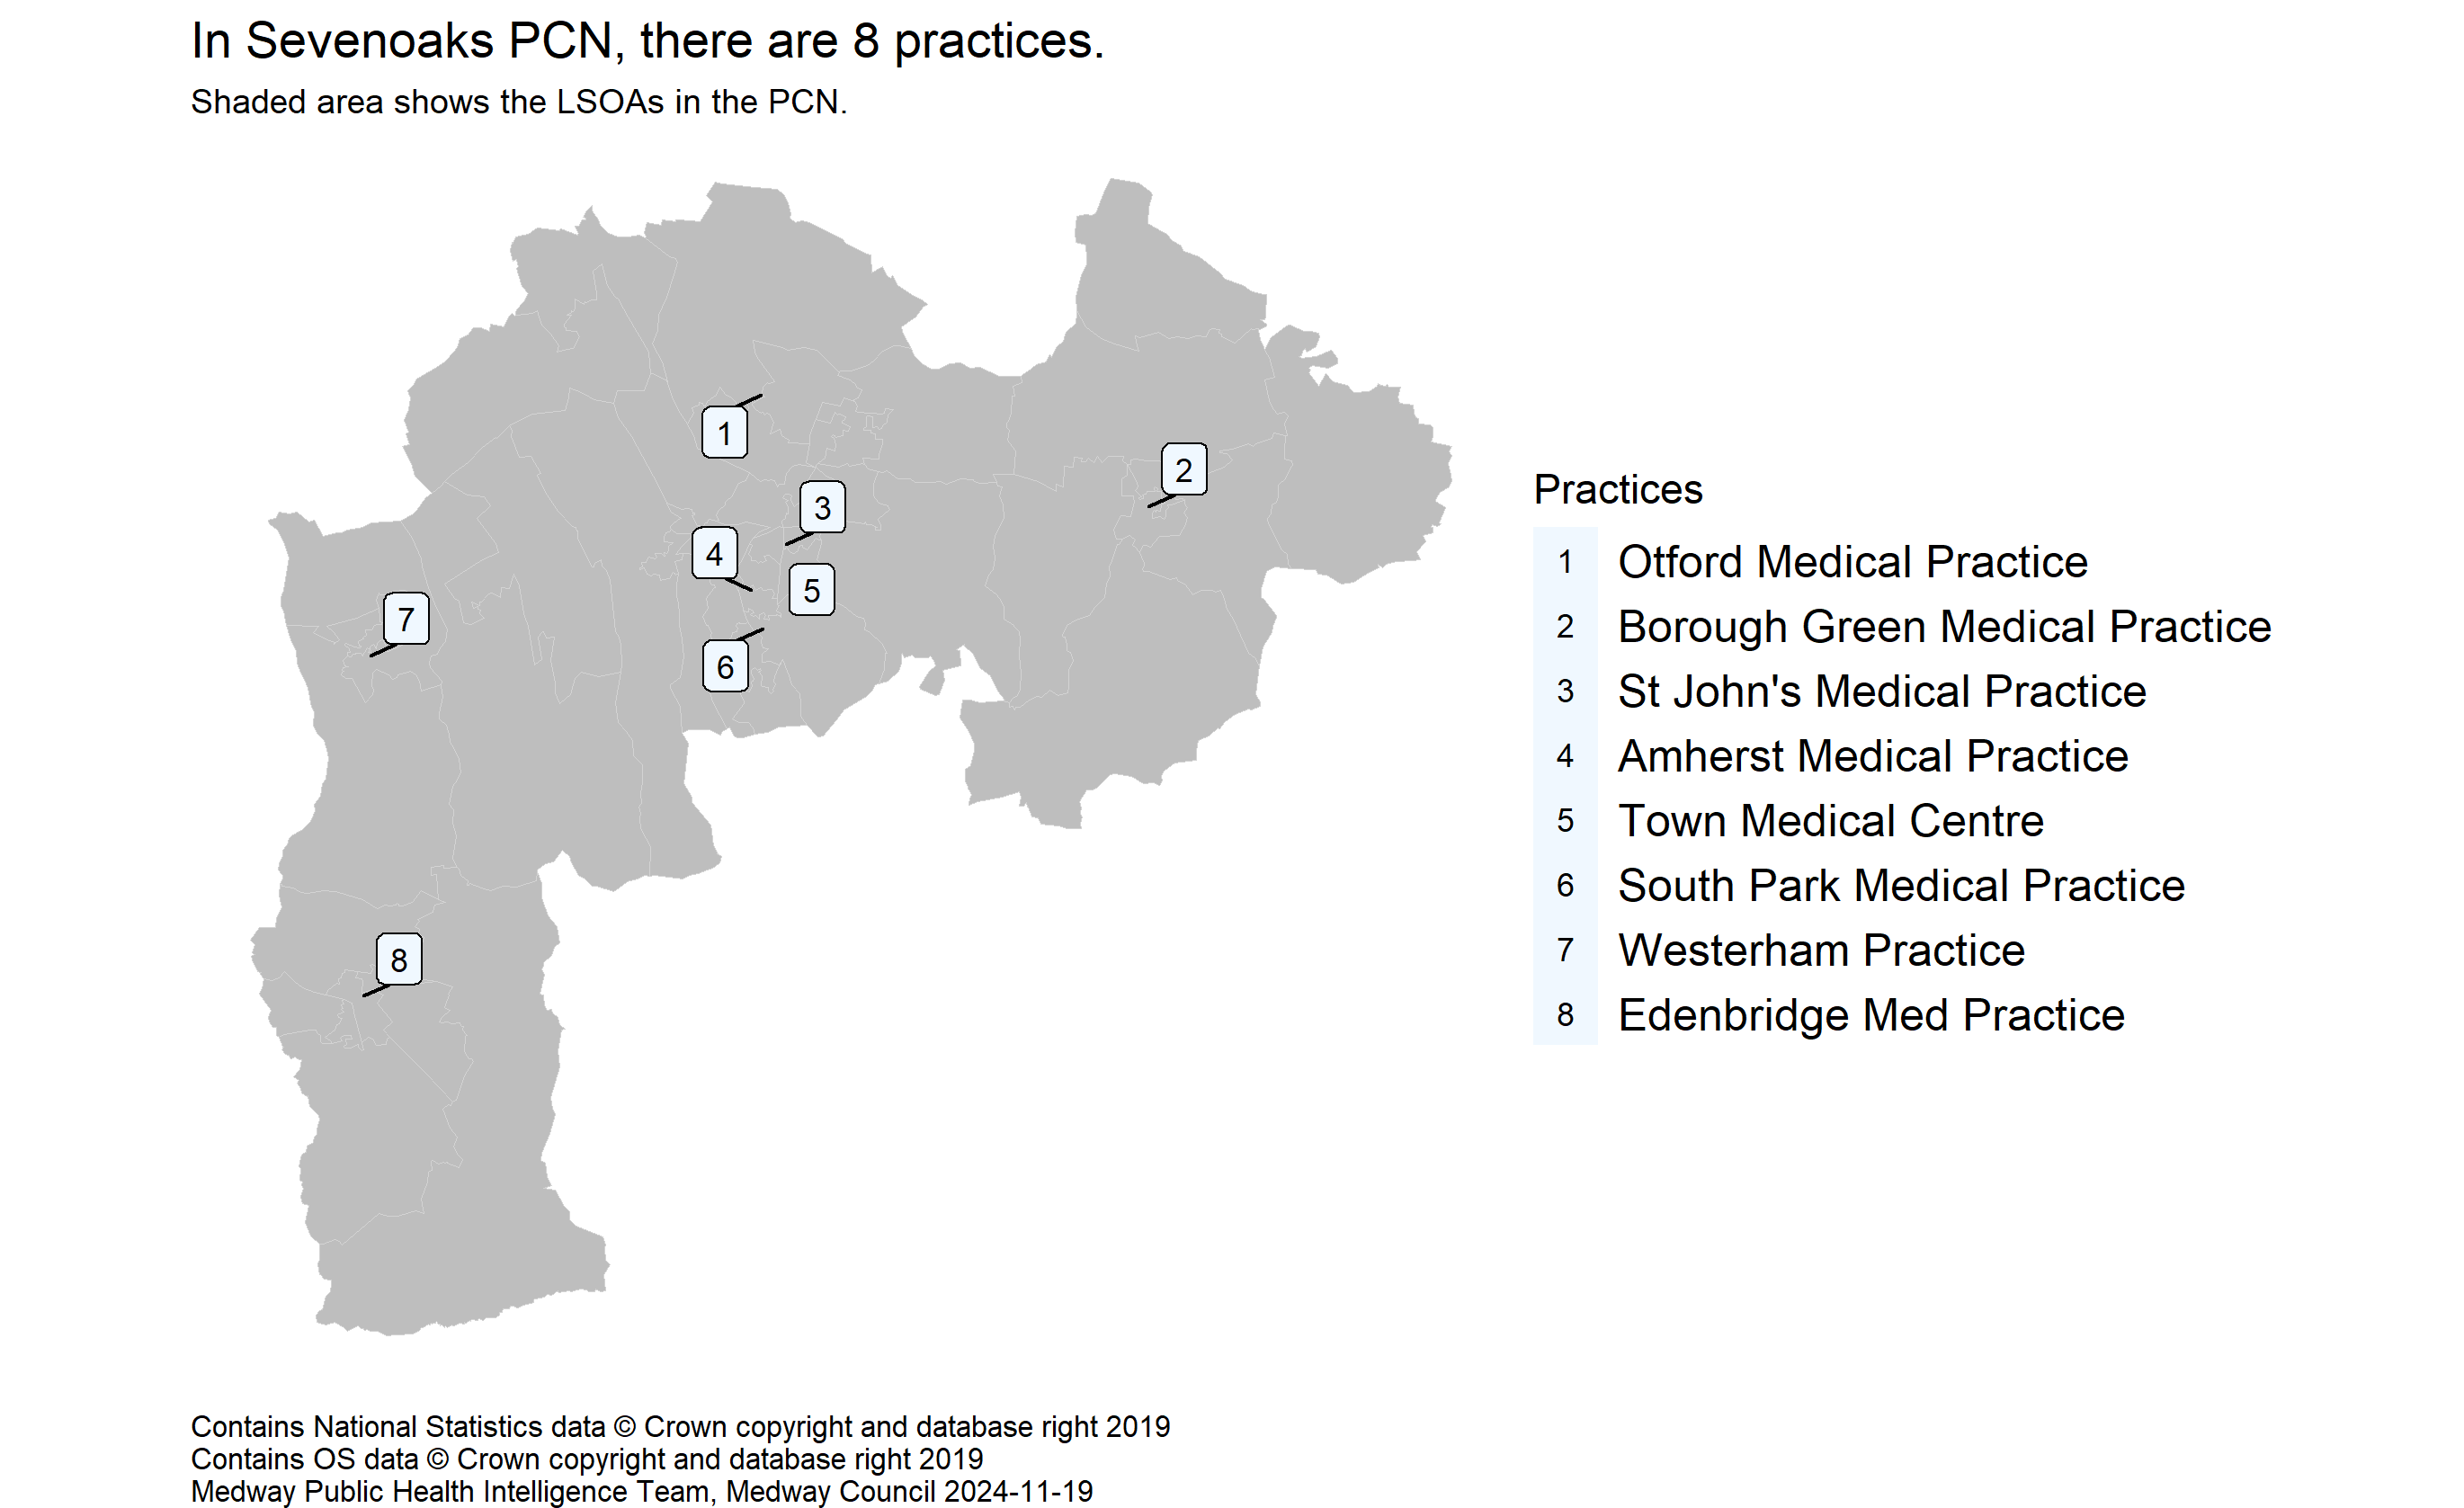 In Sevenoaks PCN, there are 8 practices.
Shaded area shows the LSOAs in the PCN.
1
2
3
4
5
6
7
8
Practices
1 Otford Medical Practice
2 Borough Green Medical Practice
3 St John's Medical Practice
4 Amherst Medical Practice
5 Town Medical Centre
6 South Park Medical Practice
7 Westerham Practice
8 Edenbridge Med Practice
Contains National Statistics data © Crown copyright and database right 2019
Contains OS data © Crown copyright and database right 2019
Medway Public Health Intelligence Team, Medway Council 2024-11-19